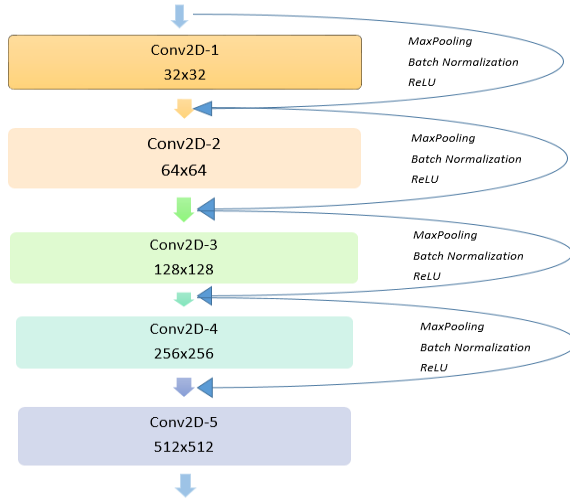 Conv2D-1
32x32
MaxPooling
Batch Normalization
ReLU
Conv2D-2
64x64
MaxPooling
Batch Normalization
ReLU
Conv2D-3
128x128
MaxPooling
Batch Normalization
ReLU
Conv2D-4
256x256
MaxPooling
Batch Normalization
ReLU
Conv2D-5
512x512